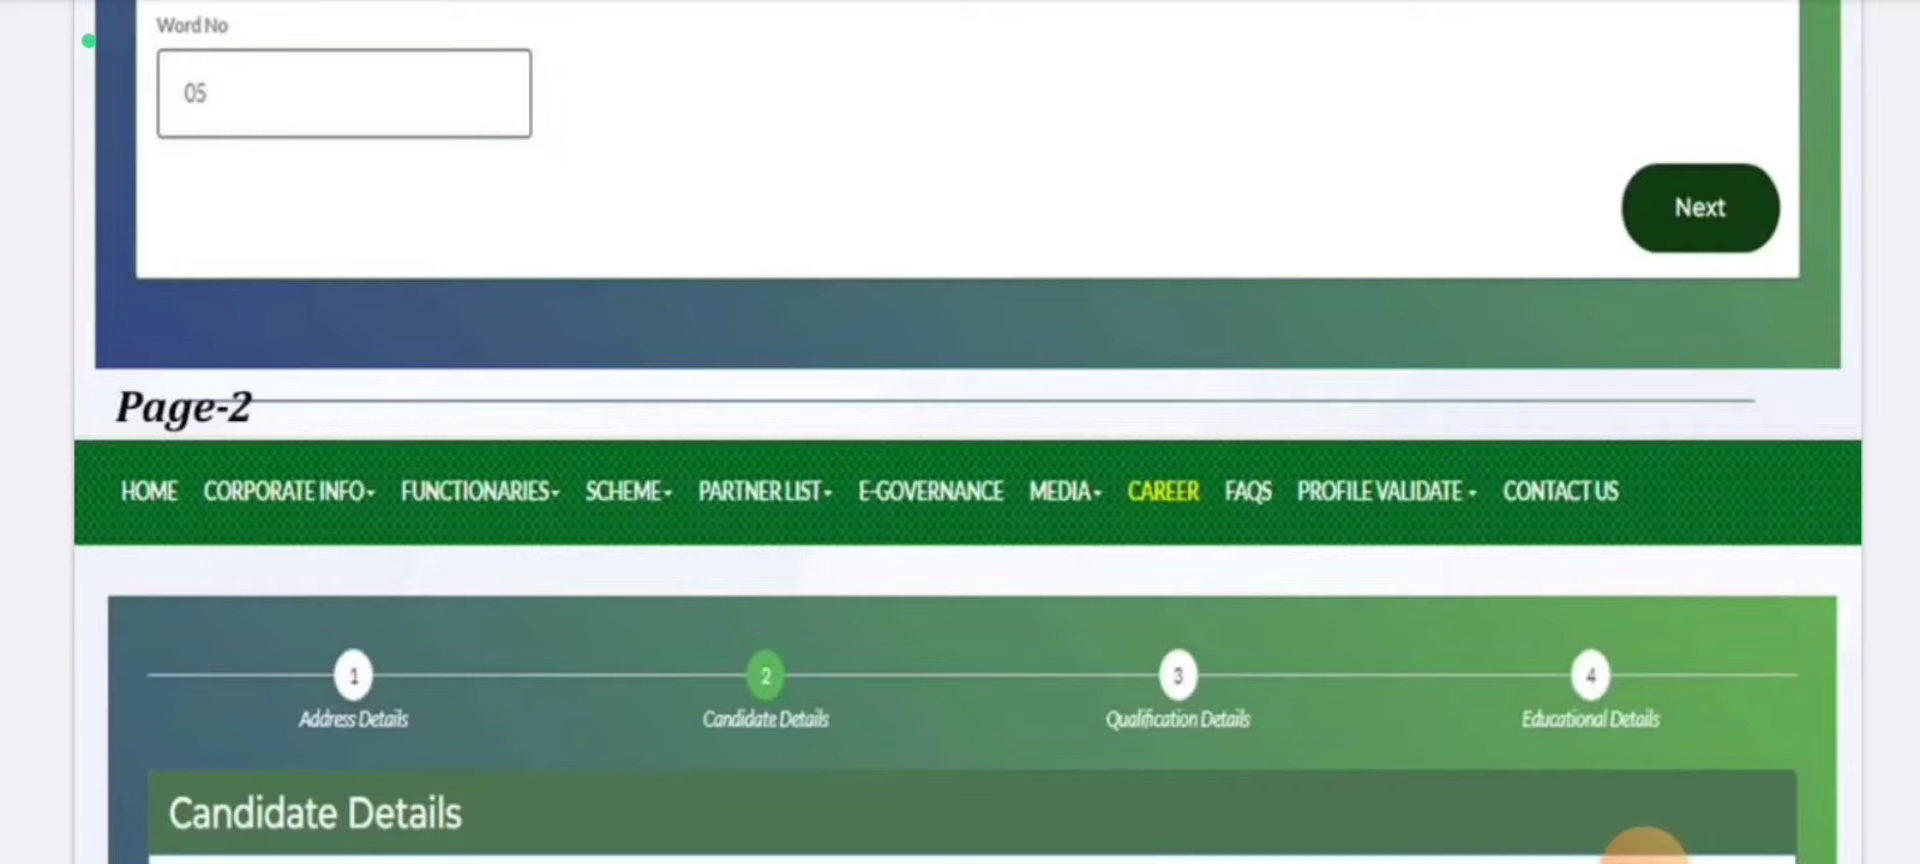 Word No
05
Next
Page-2
HOME CORPORATE INFO FUNCTIONARIES SCHEME PARTNER LIST E-GOVERNANCE MEDIA CAREER FAQS PROFILE VALIDATE CONTACT US
1 2 3 4
Address Details Candidate Details Qualification Details Educational Details
Candidate Details